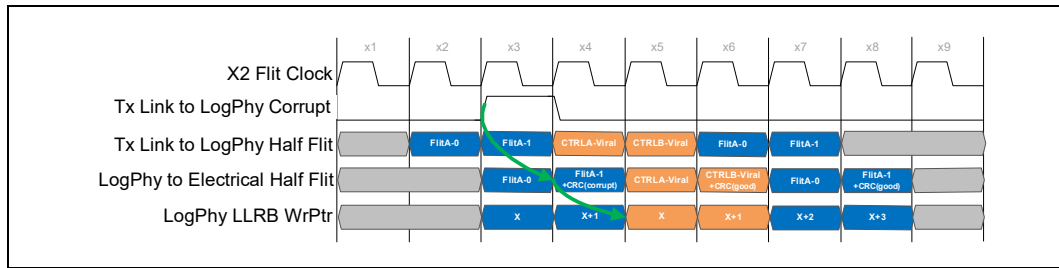 x1 x2 x3 x4 x5 x6 x7 x8 x9
X2 Flit Clock
Tx Link to LogPhy Corrupt
Tx Link to LogPhy Half Flit FlitA-0 FlitA-1 CTRLA-Viral CTRLB-Viral FlitA-0 FlitA-1
LogPhy to Electrical Half Flit FlitA-0 FlitA-1 +CRC(corrupt) CTRLA-Viral CTRLB-Viral +CRC(good) FlitA-0 FlitA-1 +CRC(good)
LogPhy LLRB WrPtr X X+1 X X+1 X+2 X+3